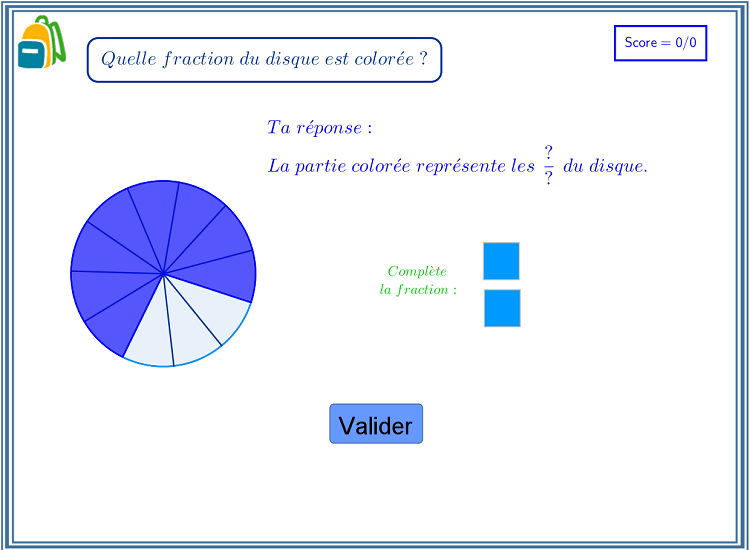 Quelle fraction du disque est colorée ?
Score = 0/0
Ta réponse :
La partie colorée représente les ?/? du disque.
Complète
la fraction :
Valider